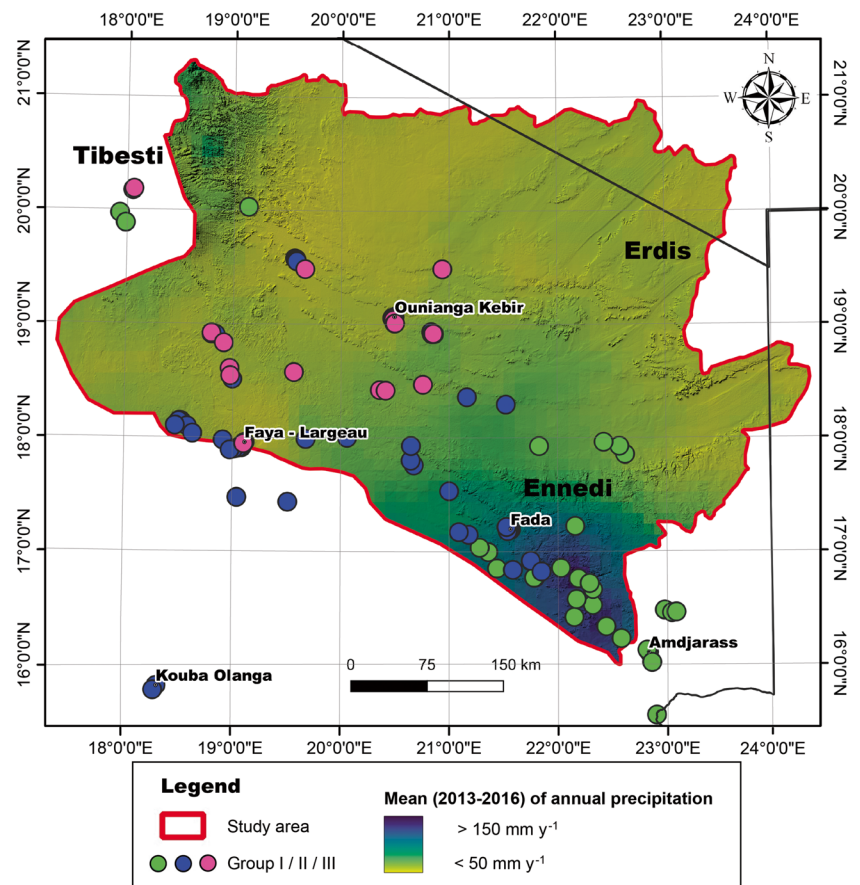 18°0'0"E 19°0'0"E 20°0'0"E 21°0'0"E 22°0'0"E 23°0'0"E 24°0'0"E
21°0'0"N
21°0'0"N
N
W E
S
Tibesti
20°0'0"N
20°0'0"N
Erdis
Ounianga Kebir
19°0'0"N
19°0'0"N
Faya - Largeau
18°0'0"N
18°0'0"N
Ennedi
Fada
17°0'0"N
17°0'0"N
Amdjarass
0 75 150 km
16°0'0"N
16°0'0"N
Kouba Olanga
18°0'0"E 19°0'0"E 20°0'0"E 21°0'0"E 22°0'0"E 23°0'0"E 24°0'0"E
Legend
Study area
Group I / II / III
Mean (2013-2016) of annual precipitation
> 150 mm y-1
< 50 mm y-1